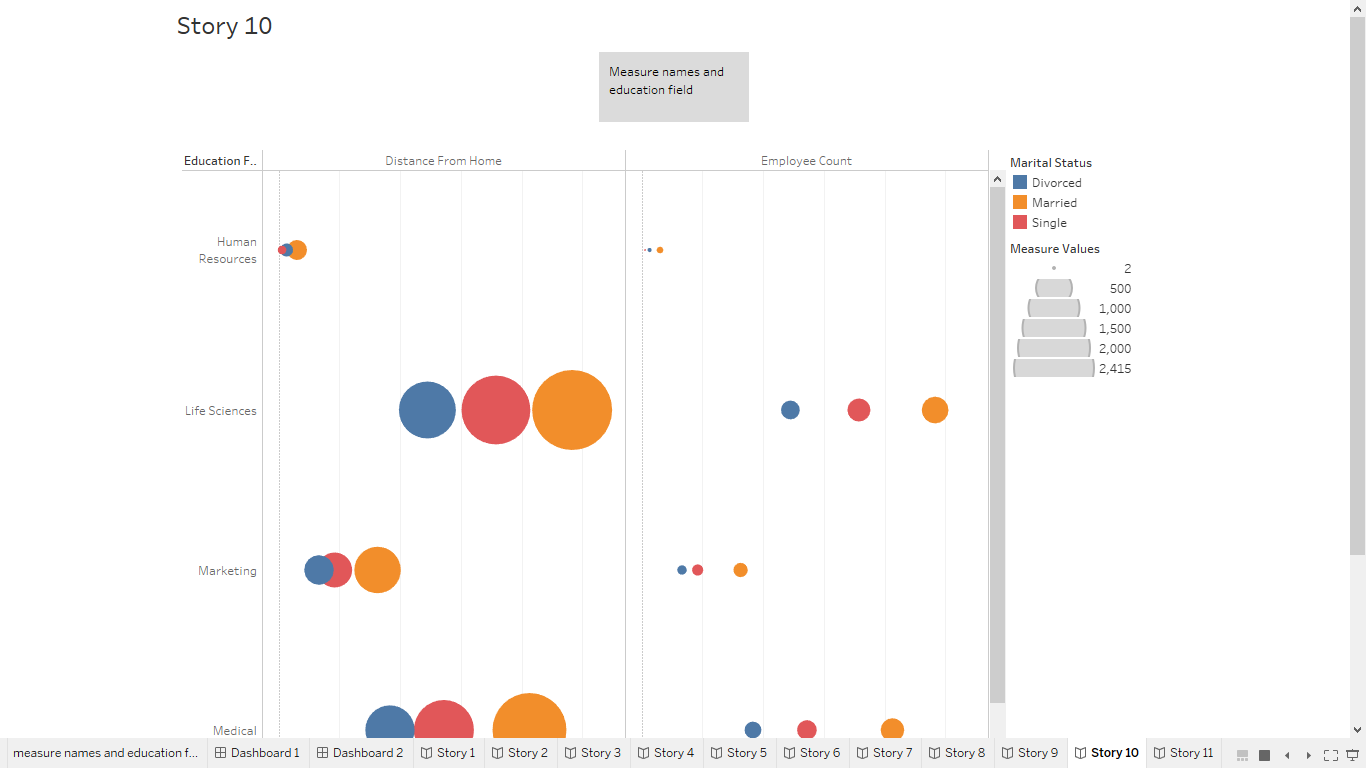 Story 10
Measure names and
education field
Education F..
Distance From Home
Employee Count
Human
Resources
Life Sciences
Marketing
Medical
Marital Status
Divorced
Married
Single
Measure Values
2
500
1,000
1,500
2,000
2,415
measure names and education f...
Dashboard 1
Dashboard 2
Story 1
Story 2
Story 3
Story 4
Story 5
Story 6
Story 7
Story 8
Story 9
Story 10
Story 11